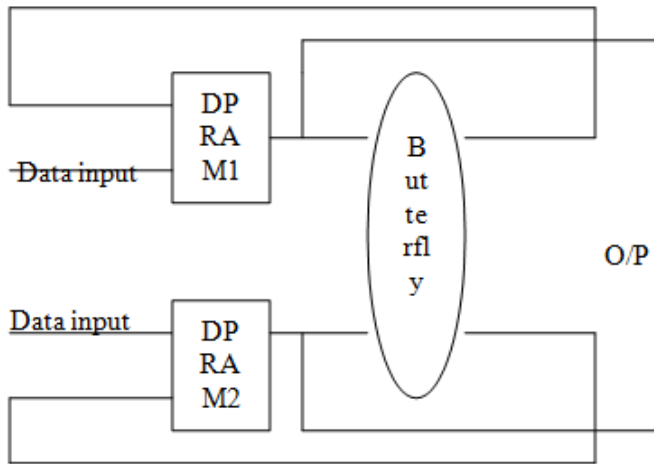 DP
RA
M1
Data input
B
ut
te
rfl
y
O/P
Data input
DP
RA
M2